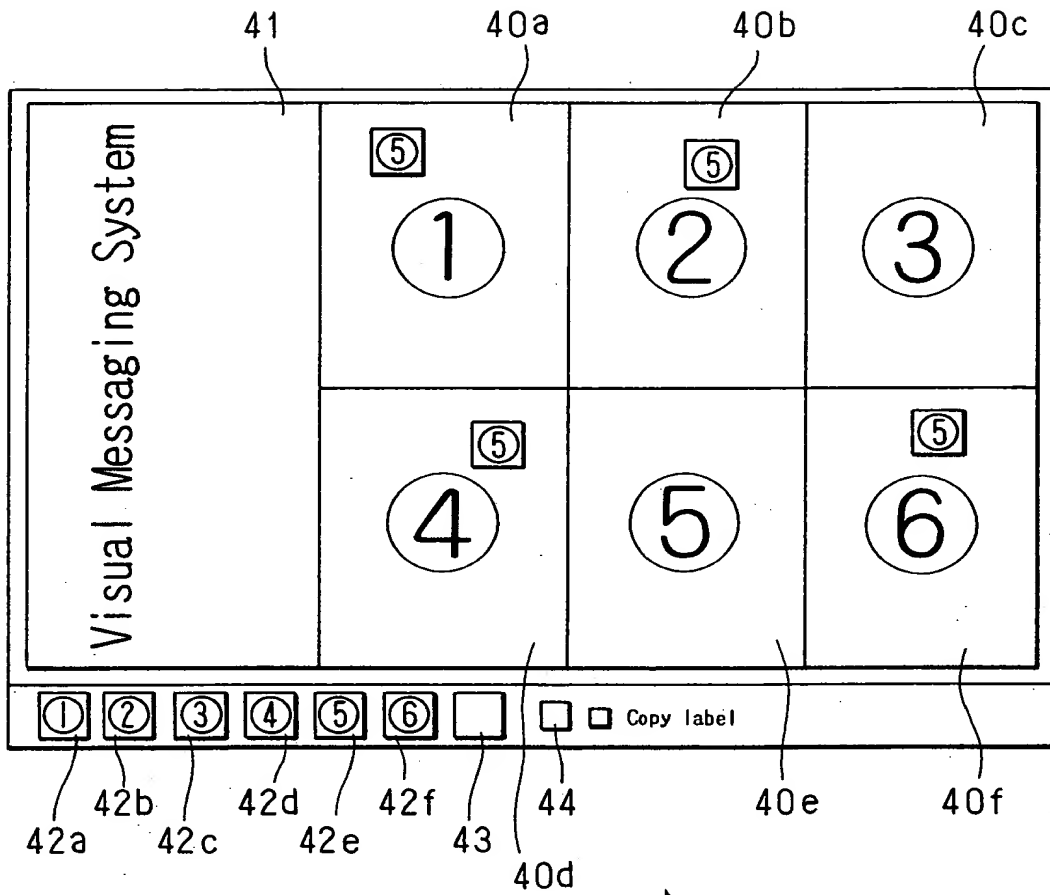 41 40a 40b 40c
Visual Messaging System
⑤ ⑤
① ② ③
⑤ ⑤
④ ⑤ ⑥
① ② ③ ④ ⑤ ⑥ Copy label
42b 42d 42f 44 40e 40f
42a 42c 42e 43
40d